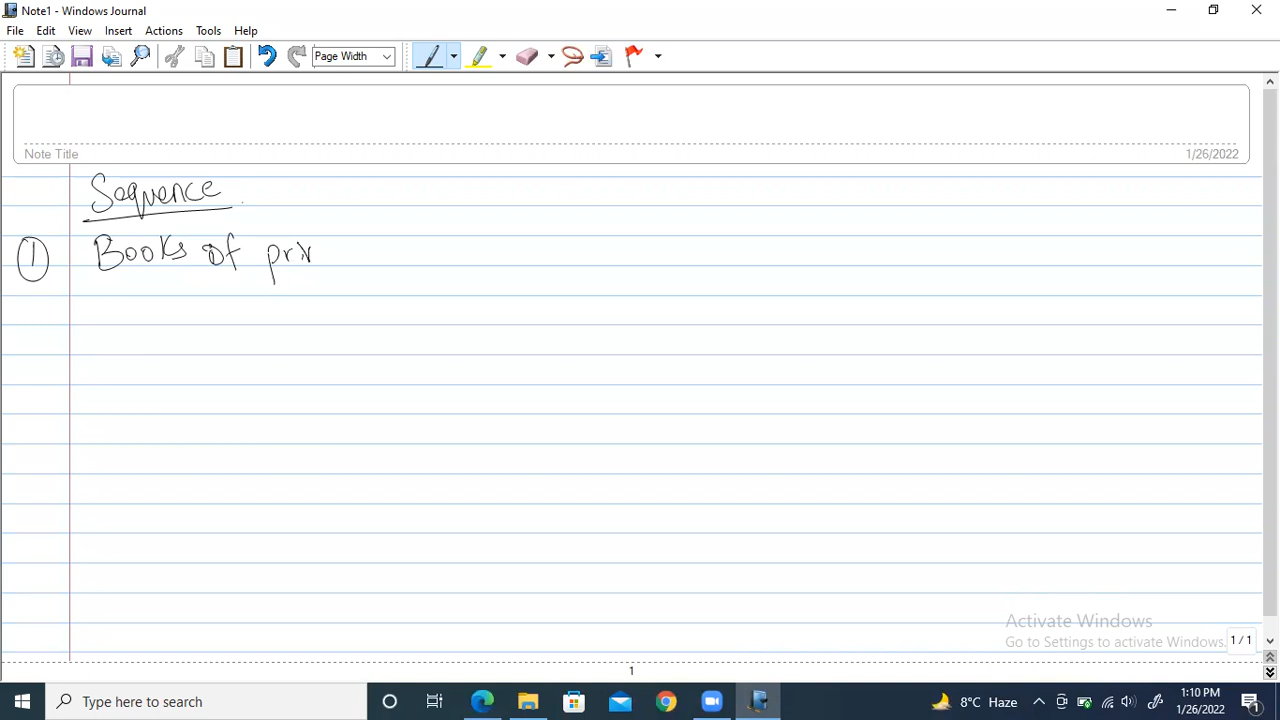 Note1 - Windows Journal
File Edit View Insert Actions Tools Help
Page Width
Note Title 1/26/2022
Sequence
1 Books of pri
Activate Windows
Go to Settings to activate Windows.
1 / 1
1
Type here to search
8°C Haze
1:10 PM
1/26/2022
1